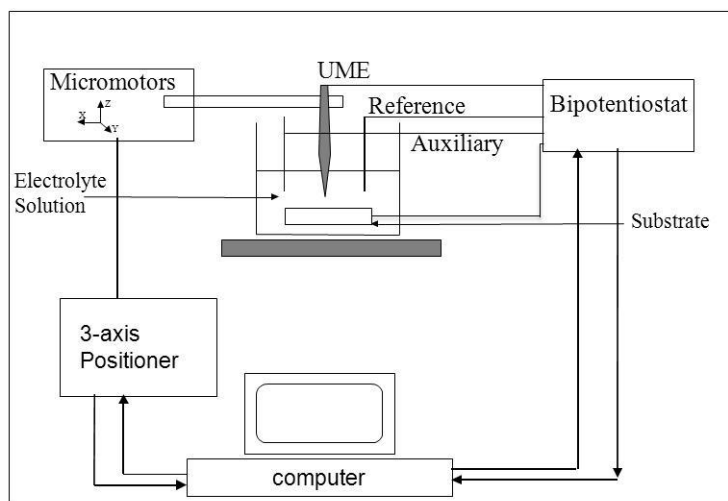 UME
Micromotors
Z
X
Y
Reference
Bipotentiostat
Auxiliary
Electrolyte
Solution
Substrate
3-axis
Positioner
computer